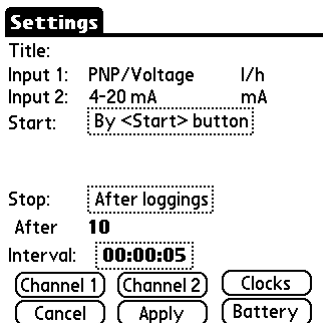 Settings
Title:
Input 1: PNP/Voltage l/h
Input 2: 4-20 mA mA
Start: By <Start> button
Stop: After loggings
After 10
Interval: 00:00:05
Channel 1 Channel 2 Clocks
Cancel Apply Battery